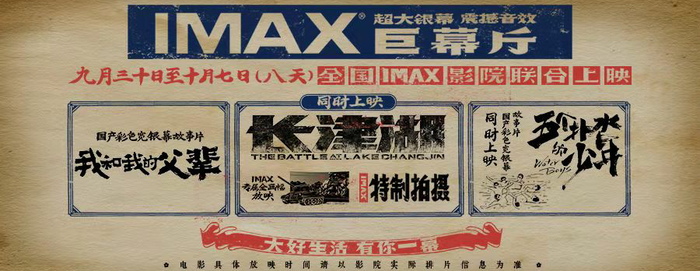 IMAX®
超大银幕 震撼音效
巨幕厅
九月三十日至十月七日(八天)全国IMAX影院联合上映
同时上映
国产彩色宽银幕故事片
我和我的父辈
长津湖
THE BATTLE AT LAKE CHANGJIN
IMAX
专属全画幅
放映
IMAX
特制拍摄
故事片
国产彩色宽银幕
同时上映
五个扑水的少年
Water Boys
大好生活 有你一幕
电影具体放映时间请以影院实际排片信息为准